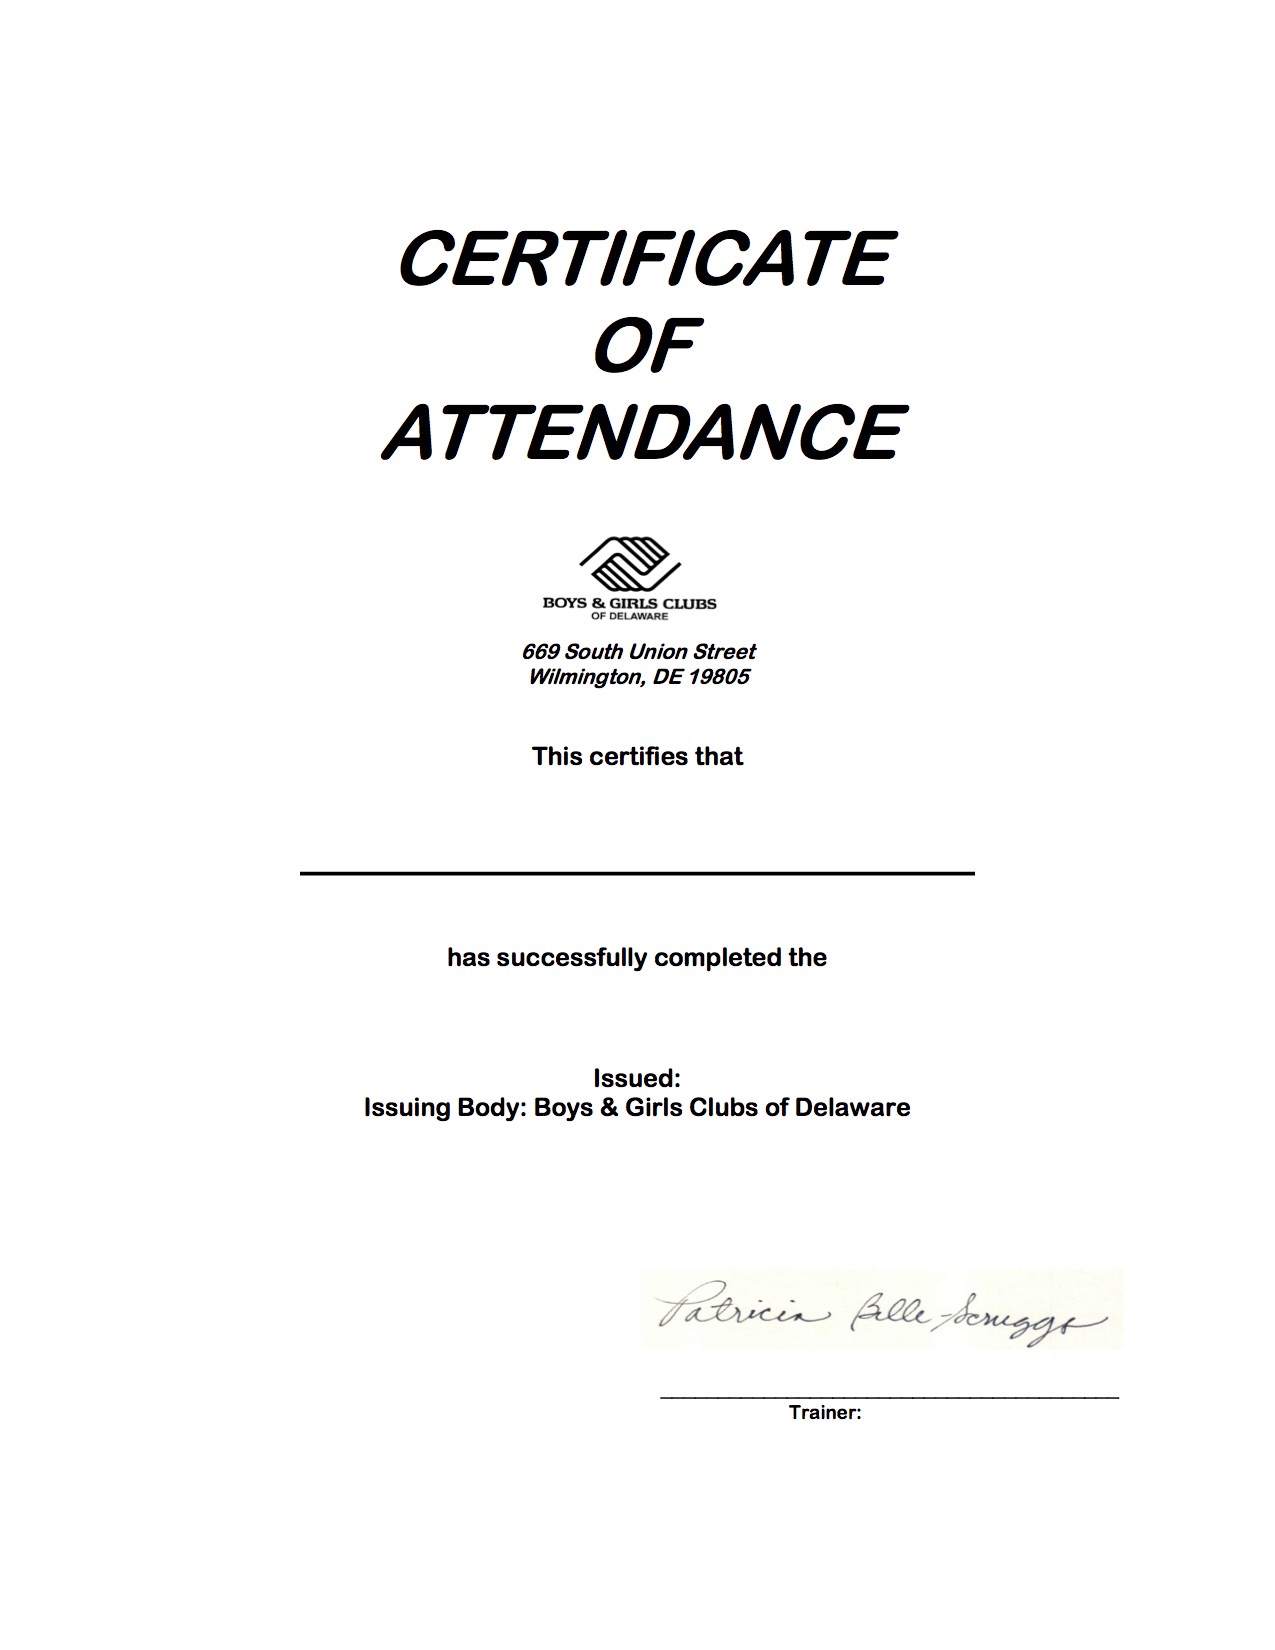 CERTIFICATE
OF
ATTENDANCE
BOYS & GIRLS CLUBS
OF DELAWARE
669 South Union Street
Wilmington, DE 19805
This certifies that
has successfully completed the
Issued:
Issuing Body: Boys & Girls Clubs of Delaware
Patricia Bille-Scruggs
Trainer: